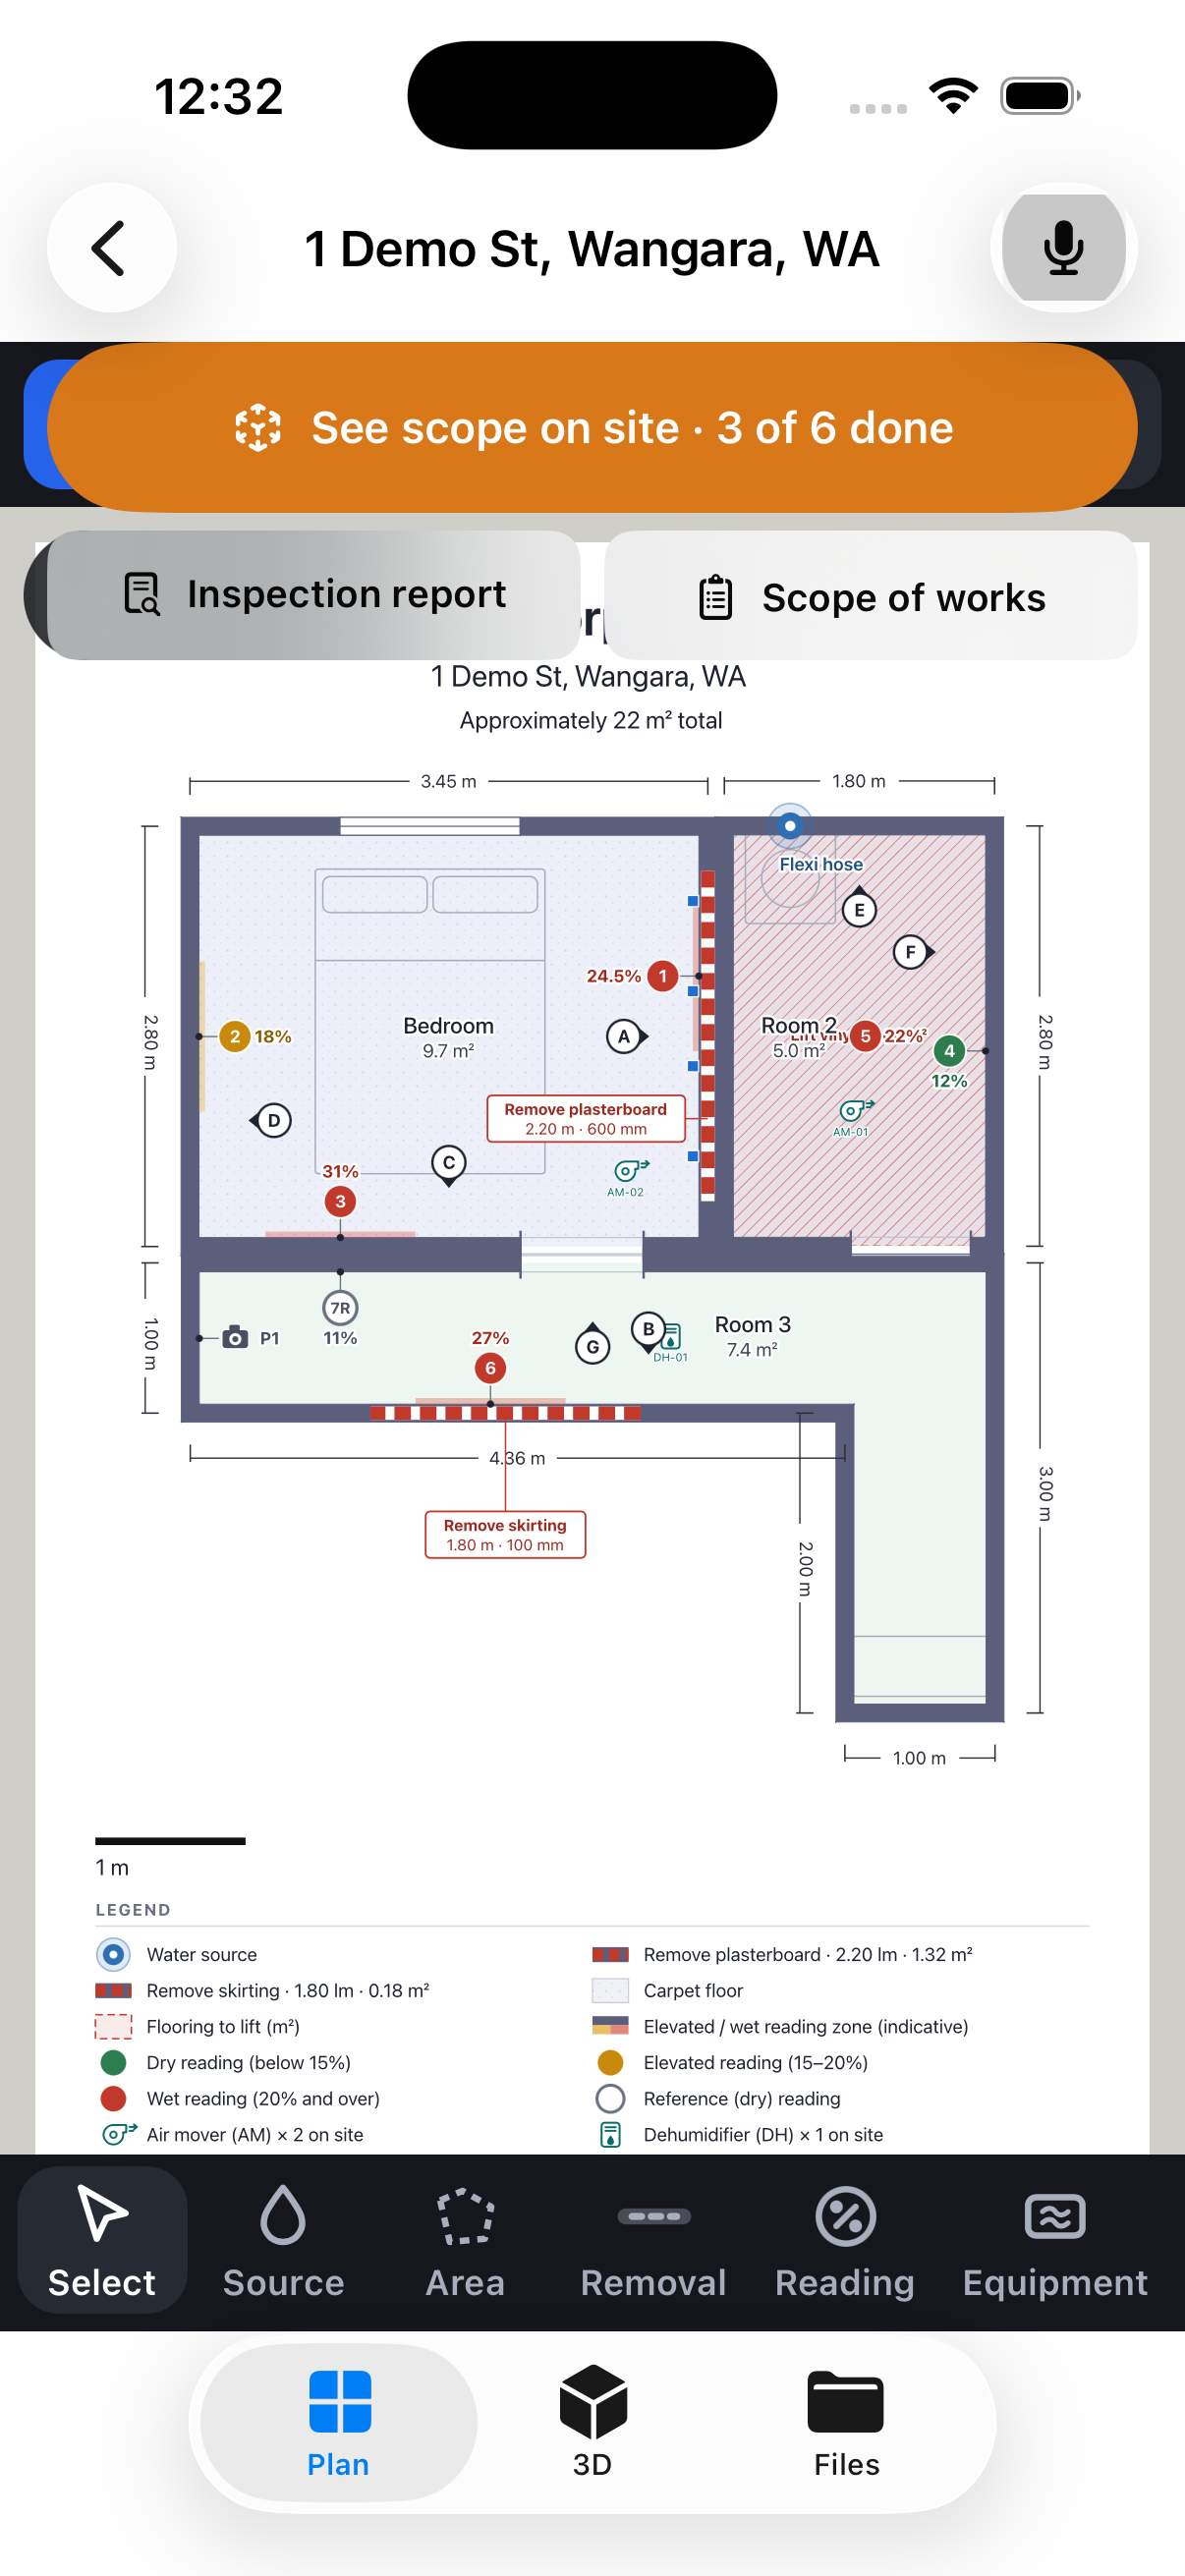 12:32
1 Demo St, Wangara, WA
See scope on site · 3 of 6 done
Inspection report
Scope of works
1 Demo St, Wangara, WA
Approximately 22 m² total
3.45 m
1.80 m
Flexi hose
E
F
24.5% 1
2.80 m
2 18%
Bedroom
9.7 m²
A
Room 2
5.0 m²
5 22%
4
12%
2.80 m
Remove plasterboard
2.20 m · 600 mm
AM-01
D
C
31%
3
AM-02
1.00 m
P1
7R
11%
27%
6
G
B
DH-01
Room 3
7.4 m²
4.36 m
3.00 m
Remove skirting
1.80 m · 100 mm
2.00 m
1.00 m
1 m
LEGEND
Water source
Remove plasterboard · 2.20 lm · 1.32 m²
Remove skirting · 1.80 lm · 0.18 m²
Carpet floor
Flooring to lift (m²)
Elevated / wet reading zone (indicative)
Dry reading (below 15%)
Elevated reading (15–20%)
Wet reading (20% and over)
Reference (dry) reading
Air mover (AM) × 2 on site
Dehumidifier (DH) × 1 on site
Select
Source
Area
Removal
Reading
Equipment
Plan
3D
Files